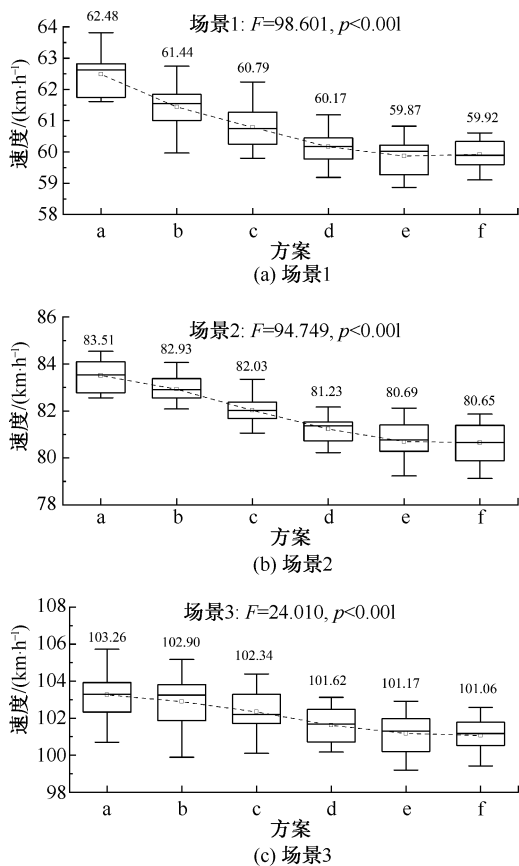 场景1: F=98.601, p<0.00l
62.48 61.44 60.79 60.17 59.87 59.92
速度/(km·h⁻¹)
64
63
62
61
60
59
58
a b c d e f
方案
(a) 场景1
场景2: F=94.749, p<0.00l
83.51 82.93 82.03 81.23 80.69 80.65
速度/(km·h⁻¹)
86
84
82
80
78
a b c d e f
方案
(b) 场景2
场景3: F=24.010, p<0.00l
103.26 102.90 102.34 101.62 101.17 101.06
速度/(km·h⁻¹)
108
106
104
102
100
98
a b c d e f
方案
(c) 场景3